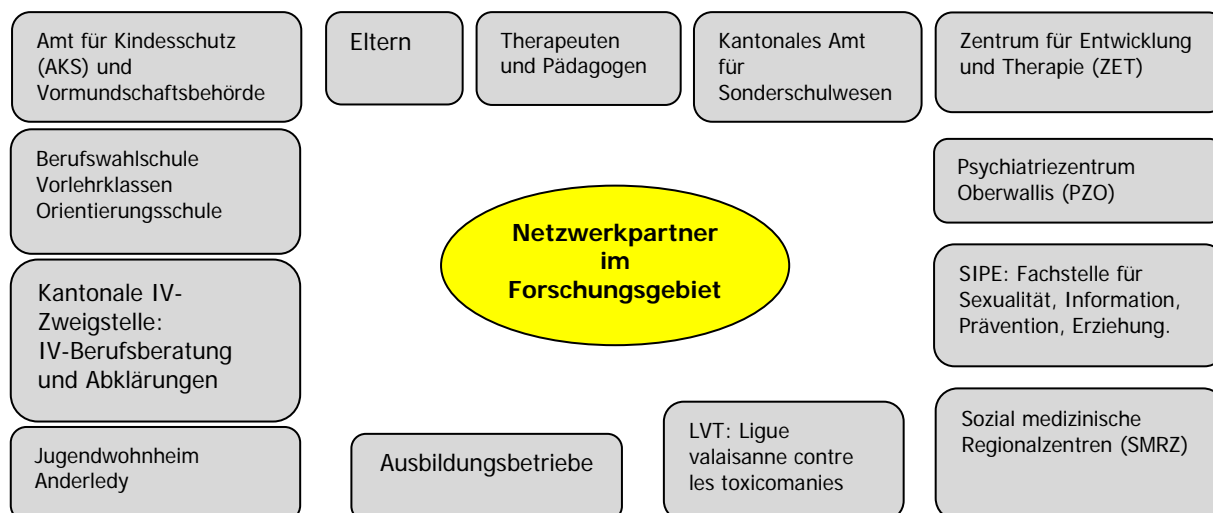 Amt für Kindesschutz
(AKS) und
Vormundschaftsbehörde
Eltern
Therapeuten
und Pädagogen
Kantonales Amt
für
Sonderschulwesen
Zentrum für Entwicklung
und Therapie (ZET)
Berufswahlschule
Vorlehrklassen
Orientierungsschule
Psychiatriezentrum
Oberwallis (PZO)
Netzwerkpartner
im
Forschungsgebiet
Kantonale IV-
Zweigstelle:
IV-Berufsberatung
und Abklärungen
SIPE: Fachstelle für
Sexualität, Information,
Prävention, Erziehung.
Jugendwohnheim
Anderledy
Ausbildungsbetriebe
LVT: Ligue
valaisanne contre
les toxicomanies
Sozial medizinische
Regionalzentren (SMRZ)